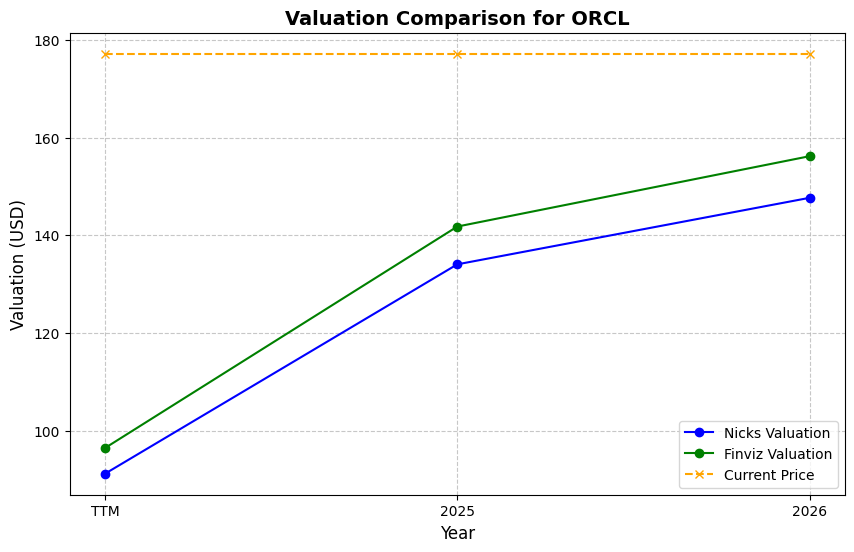 Valuation Comparison for ORCL
Valuation (USD)
180
160
140
120
100
TTM
2025
2026
Year
Nicks Valuation
Finviz Valuation
Current Price